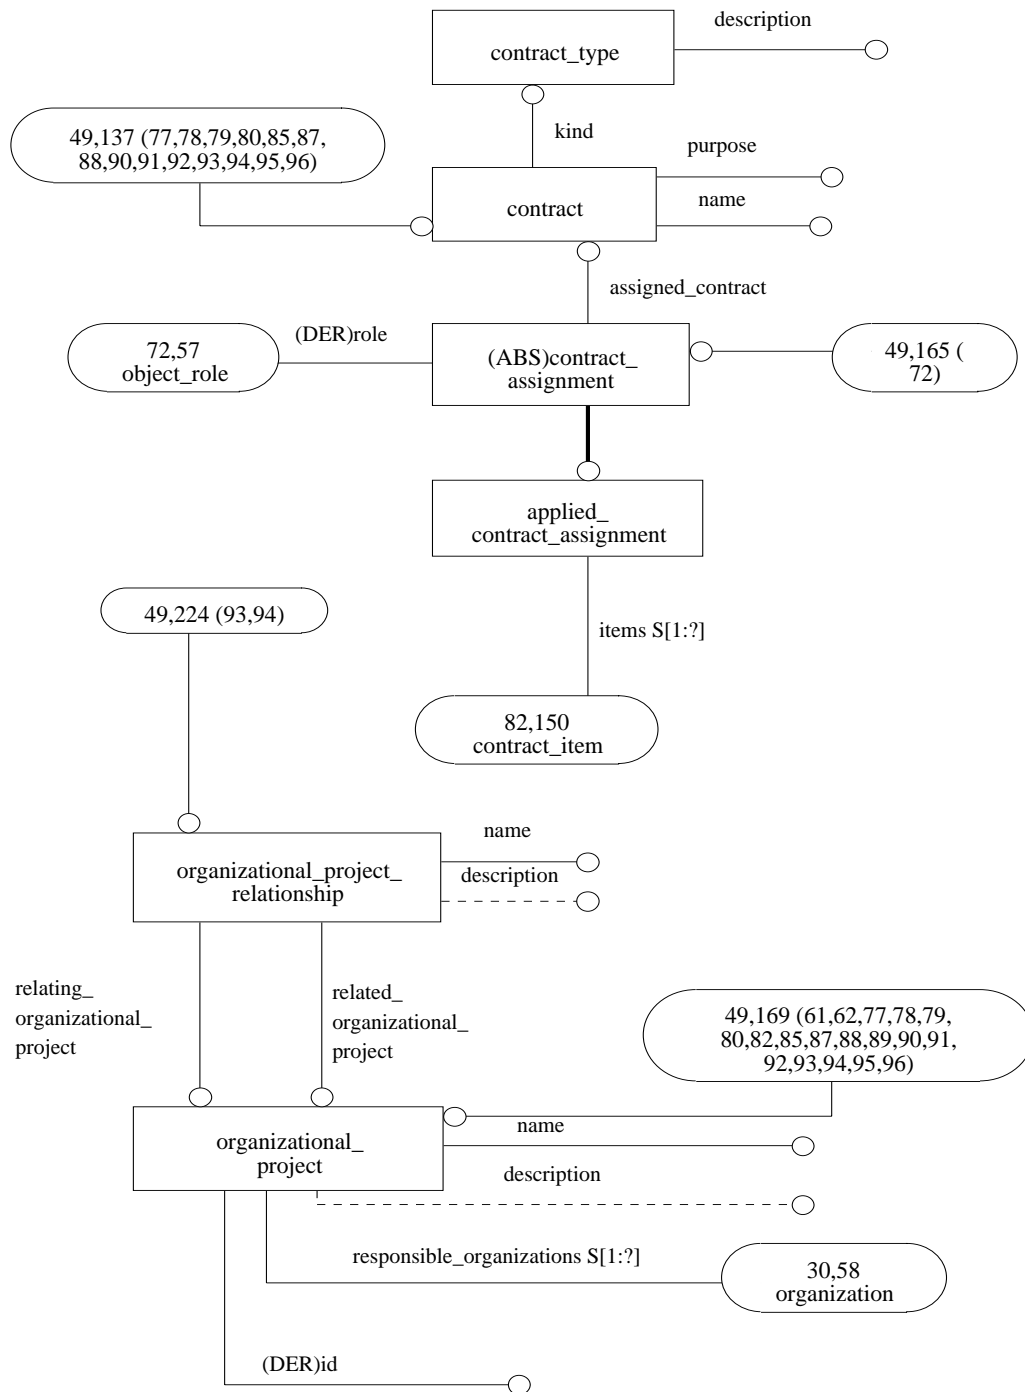 description
contract_type
kind
49,137 (77,78,79,80,85,87,
88,90,91,92,93,94,95,96)
purpose
contract
name
assigned_contract
(DER)role
72,57
object_role
(ABS)contract_
assignment
49,165 (
72)
applied_
contract_assignment
49,224 (93,94)
items S[1:?]
82,150
contract_item
name
organizational_project_
relationship
description
relating_
organizational_
project
related_
organizational_
project
49,169 (61,62,77,78,79,
80,82,85,87,88,89,90,91,
92,93,94,95,96)
name
organizational_
project
description
responsible_organizations S[1:?]
30,58
organization
(DER)id